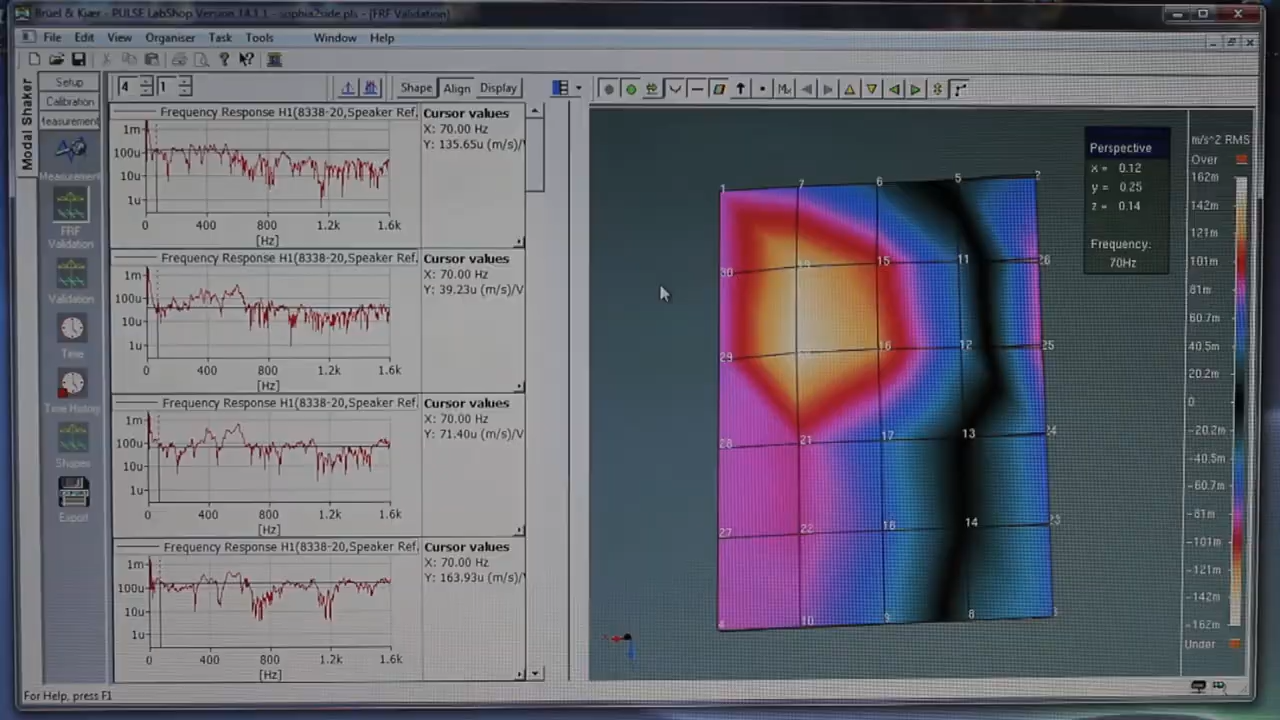 Brüel & Kjær - PULSE LabShop Version 14.1.1 - sophia2side.pls - [FRF Validation]
File Edit View Organiser Task Tools Window Help
4 1 Shape Align Display
Modal Shaker
Setup
Calibration
Measurement
Measurement
FRF
Validation
Validation
Time
Time History
Shapes
Export
Frequency Response H1(8338-20,Speaker Ref.
1m
100u
10u
1u
0 400 800 1.2k 1.6k
[Hz]
Cursor values
X: 70.00 Hz
Y: 135.65u (m/s)/
Frequency Response H1(8338-20,Speaker Ref.
1m
100u
10u
1u
0 400 800 1.2k 1.6k
[Hz]
Cursor values
X: 70.00 Hz
Y: 39.23u (m/s)/V
Frequency Response H1(8338-20,Speaker Ref.
1m
100u
10u
1u
0 400 800 1.2k 1.6k
[Hz]
Cursor values
X: 70.00 Hz
Y: 71.40u (m/s)/V
Frequency Response H1(8338-20,Speaker Ref.
1m
100u
10u
1u
0 400 800 1.2k 1.6k
[Hz]
Cursor values
X: 70.00 Hz
Y: 163.93u (m/s)/
1 7 6 5 2
30 19 15 11 26
29 20 16 12 25
28 21 17 13 24
27 22 18 14 23
4 10 9 8 3
Perspective
x = 0.12
y = 0.25
z = 0.14
Frequency:
70Hz
m/s^2 RMS
Over
162m
142m
121m
101m
81m
60.7m
40.5m
20.2m
0
-20.2m
-40.5m
-60.7m
-81m
-101m
-121m
-142m
-162m
Under
For Help, press F1